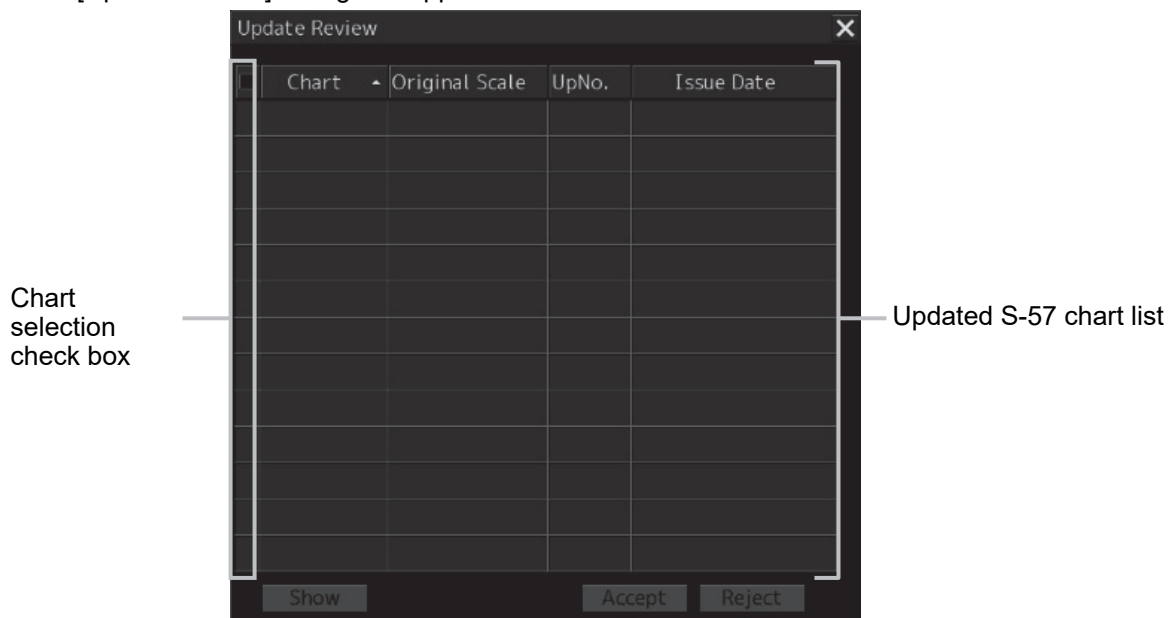 Update Review
Chart Original Scale UpNo. Issue Date
Chart
selection
check box
Updated S-57 chart list
Show Accept Reject